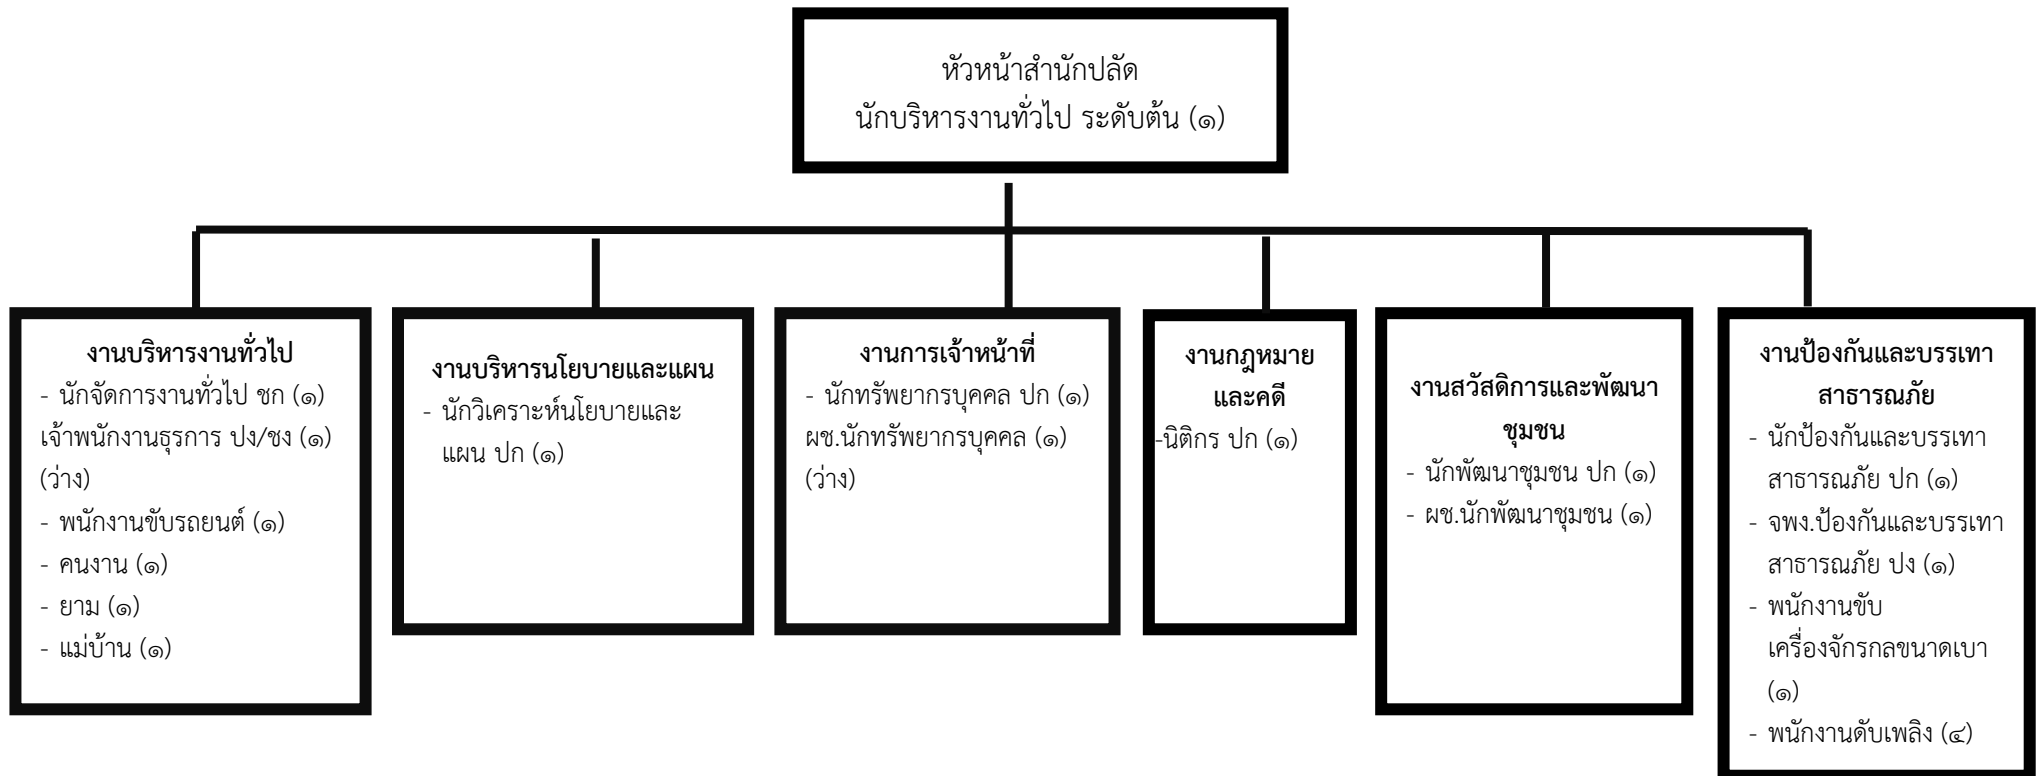 หัวหน้าสำนักปลัด
นักบริหารงานทั่วไป ระดับต้น (๑)
งานบริหารงานทั่วไป
- นักจัดการงานทั่วไป ชก (๑)
เจ้าพนักงานธุรการ ปง/ชง (๑)
(ว่าง)
- พนักงานขับรถยนต์ (๑)
- คนงาน (๑)
- ยาม (๑)
- แม่บ้าน (๑)
งานบริหารนโยบายและแผน
- นักวิเคราะห์นโยบายและ
แผน ปก (๑)
งานการเจ้าหน้าที่
- นักทรัพยากรบุคคล ปก (๑)
ผช.นักทรัพยากรบุคคล (๑)
(ว่าง)
งานกฎหมาย
และคดี
-นิติกร ปก (๑)
งานสวัสดิการและพัฒนา
ชุมชน
- นักพัฒนาชุมชน ปก (๑)
- ผช.นักพัฒนาชุมชน (๑)
งานป้องกันและบรรเทา
สาธารณภัย
- นักป้องกันและบรรเทา
สาธารณภัย ปก (๑)
- จพง.ป้องกันและบรรเทา
สาธารณภัย ปง (๑)
- พนักงานขับ
เครื่องจักรกลขนาดเบา
(๑)
- พนักงานดับเพลิง (๔)